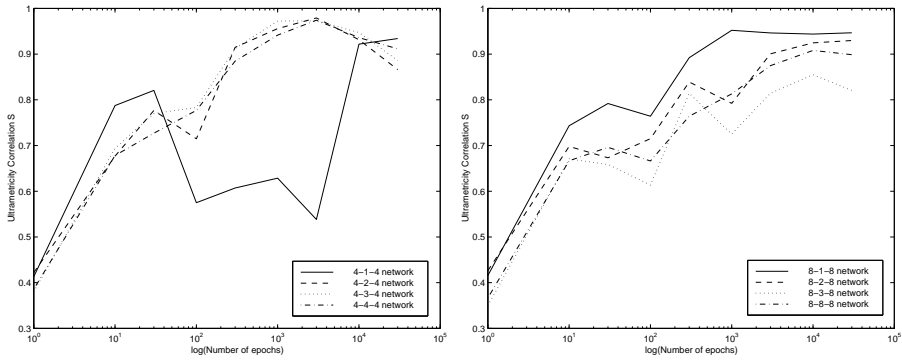 1
0.9
0.8
0.7
0.6
0.5
0.4
0.3
Ultrametricity Correlation S
10^0
10^1
10^2
10^3
10^4
10^5
log(Number of epochs)
4−1−4 network
4−2−4 network
4−3−4 network
4−4−4 network
1
0.9
0.8
0.7
0.6
0.5
0.4
0.3
Ultrametricity Correlation S
10^0
10^1
10^2
10^3
10^4
10^5
log(Number of epochs)
8−1−8 network
8−2−8 network
8−3−8 network
8−8−8 network